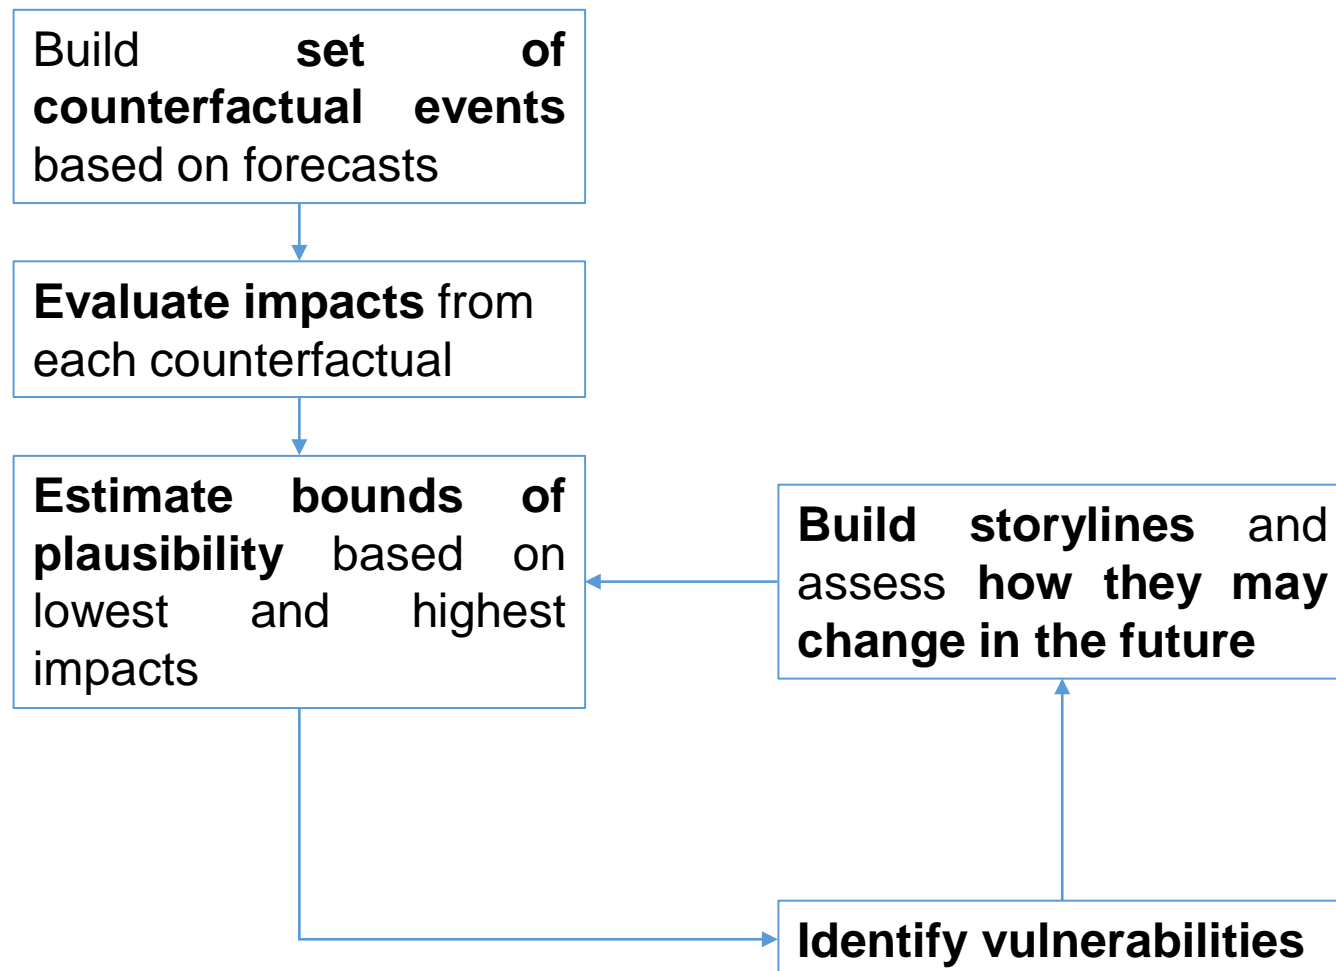 Build set of
counterfactual events
based on forecasts
Evaluate impacts from
each counterfactual
Estimate bounds of
plausibility based on
lowest and highest
impacts
Build storylines and
assess how they may
change in the future
Identify vulnerabilities